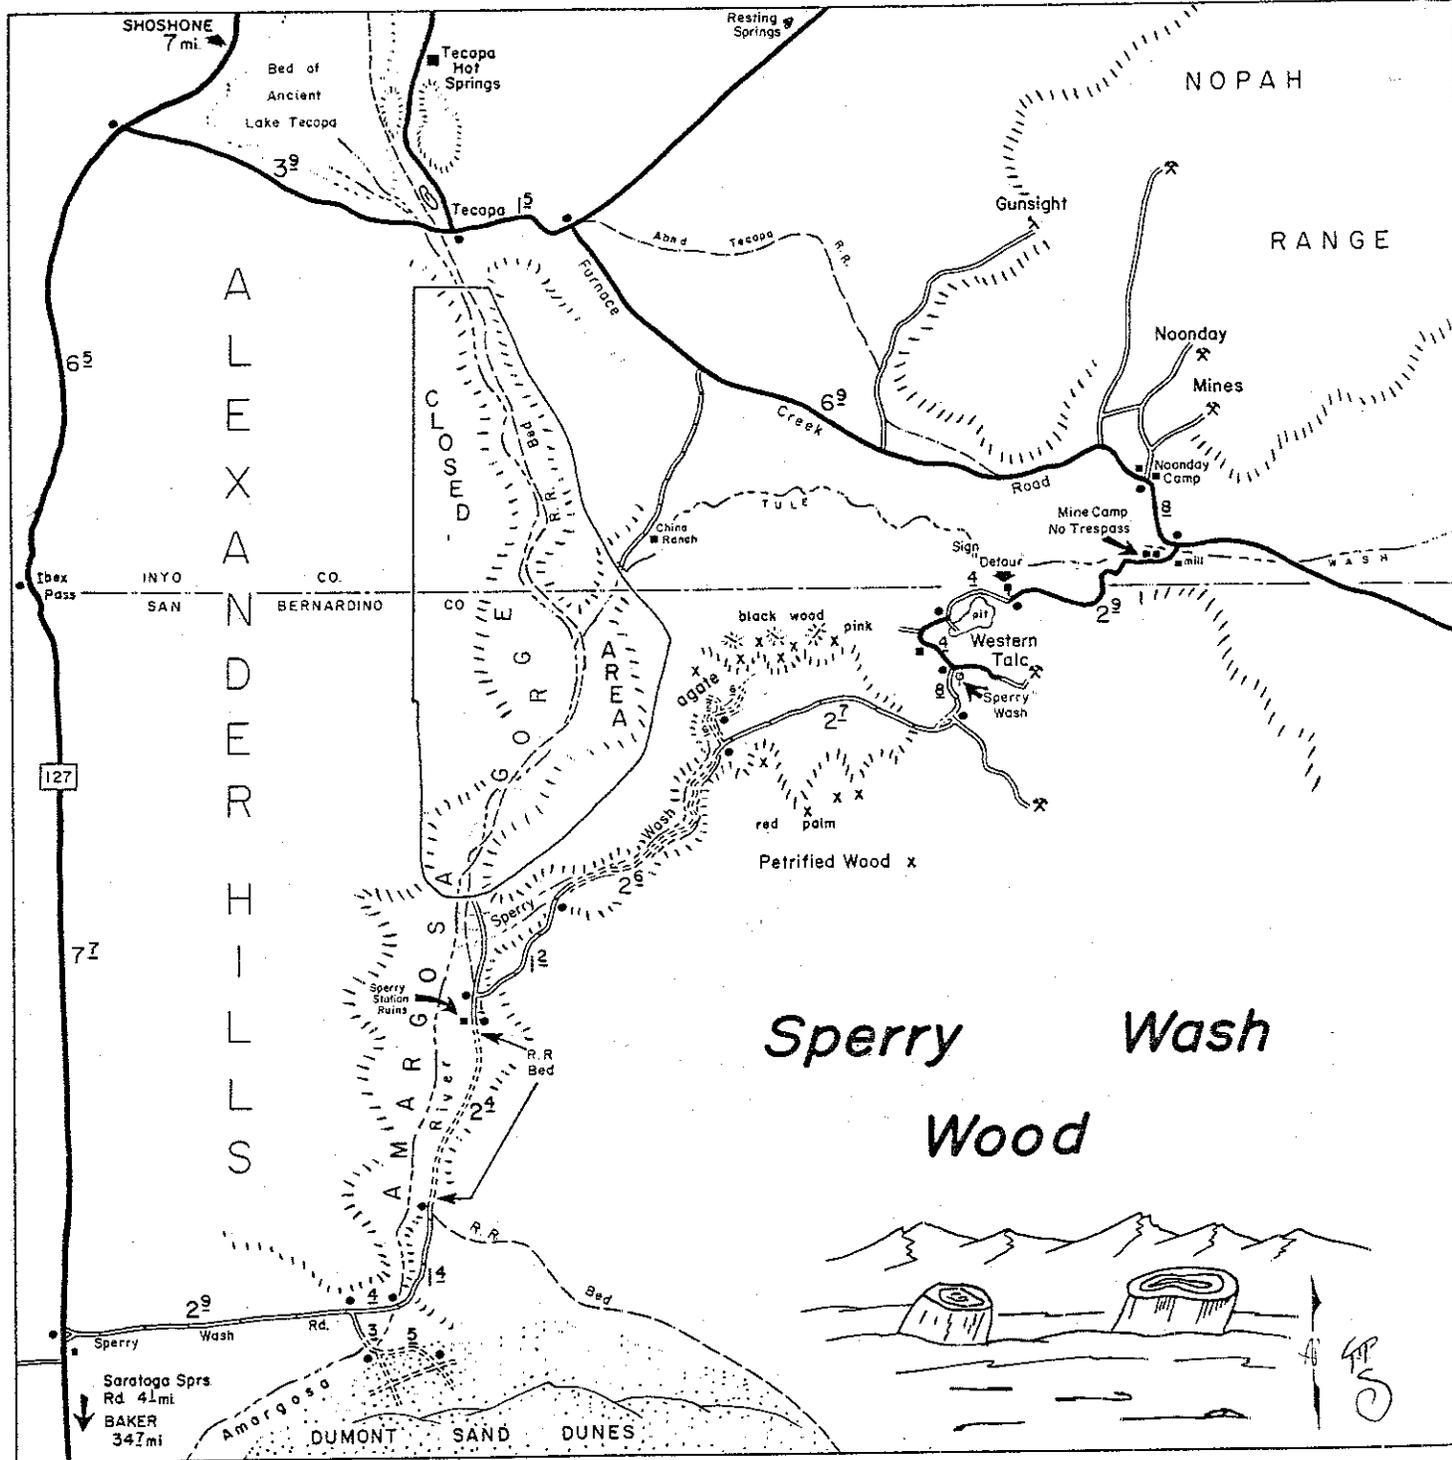 SHOSHONE
7 mi.
Resting
Springs
Tecopa
Hot
Springs
NOPAH
Bed of
Ancient
Lake Tecopa
3 9
Gunsight
Tecopa
1 5
Aband Tecopa R.R.
RANGE
Furnace
Noonday
Mines
6 5
6 9
Creek
Road
Noonday
Camp
CLOSED
AREA
R.R. Bed
TULE
8
Mine Camp
No Trespass
China
Ranch
Sign
"Detour"
mill
WASH
Ibex
Pass
INYO CO.
SAN BERNARDINO CO
4
2 9
pit
black wood
pink
Western
Talc
4
agate
8
Sperry
Wash
2 7
127
red palm
Wash
Petrified Wood x
2 6
Sperry
1 2
7 7
ALEXANDER HILLS
AMARGOSA GORGE
Sperry
Station
Ruins
Sperry Wash
Wood
R.R
Bed
River
2 4
R.R.
Bed
1 4
4
2 9
Sperry Wash Rd.
3
5
Saratoga Sprs.
Rd. 4 1 mi.
BAKER
34 7 mi
Amargosa
DUMONT SAND DUNES